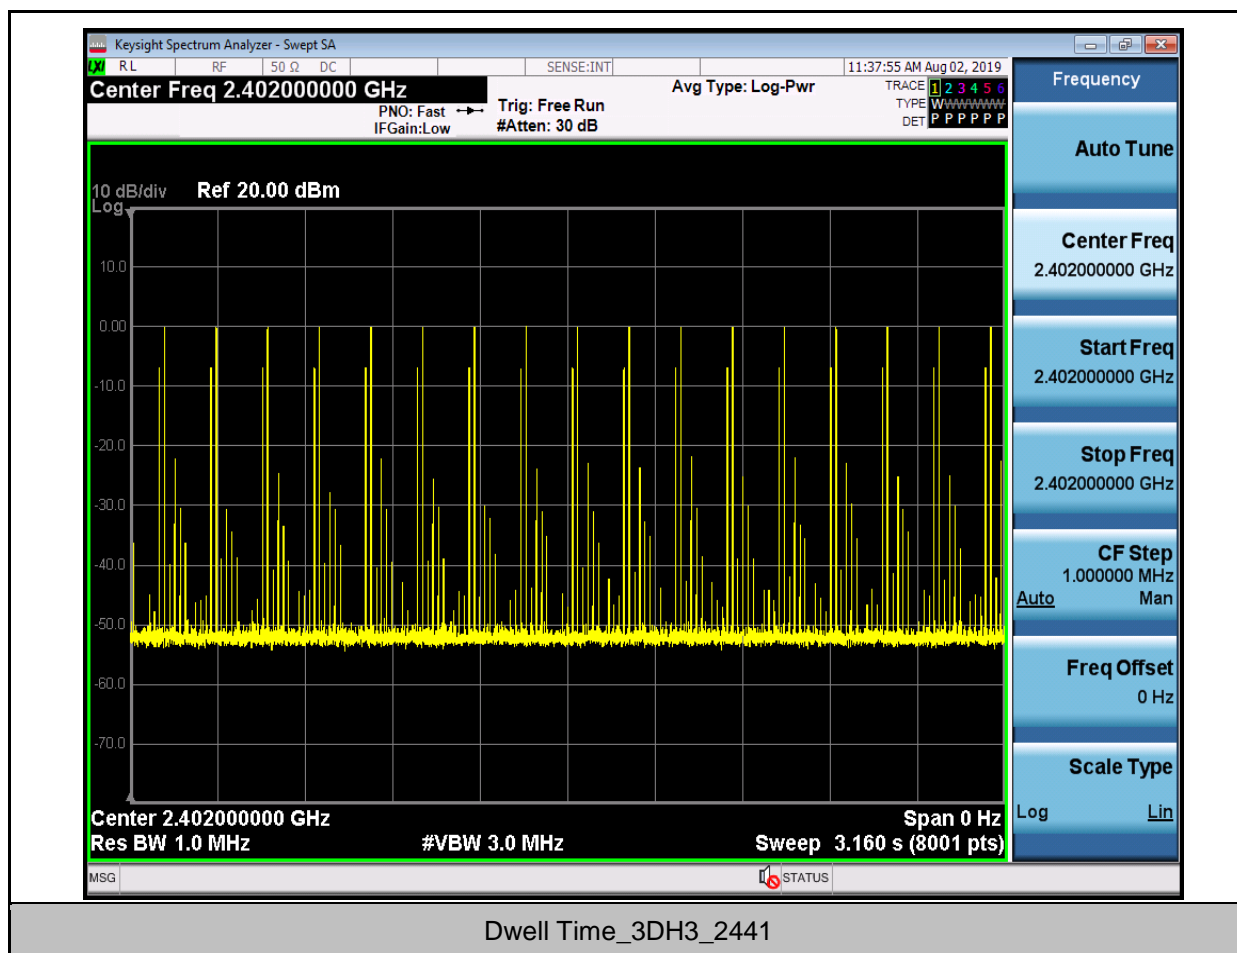 Keysight Spectrum Analyzer - Swept SA
LXI RL RF 50 Ω DC SENSE:INT 11:37:55 AM Aug 02, 2019
Center Freq 2.402000000 GHz
PNO: Fast
IFGain:Low
Trig: Free Run
#Atten: 30 dB
Avg Type: Log-Pwr
TRACE 1 2 3 4 5 6
TYPE WWWWWW
DET P P P P P P
10 dB/div Ref 20.00 dBm
Log
10.0
0.00
-10.0
-20.0
-30.0
-40.0
-50.0
-60.0
-70.0
Center 2.402000000 GHz Span 0 Hz
Res BW 1.0 MHz #VBW 3.0 MHz Sweep 3.160 s (8001 pts)
MSG STATUS
Frequency
Auto Tune
Center Freq
2.402000000 GHz
Start Freq
2.402000000 GHz
Stop Freq
2.402000000 GHz
CF Step
1.000000 MHz
Auto Man
Freq Offset
0 Hz
Scale Type
Log Lin
Dwell Time_3DH3_2441